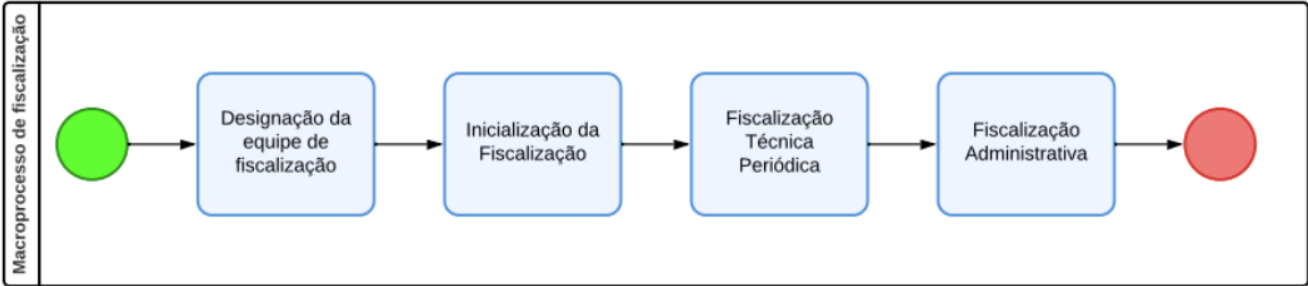 Macroprocesso de fiscalização
Designação da
equipe de
fiscalização
Inicialização da
Fiscalização
Fiscalização
Técnica
Periódica
Fiscalização
Administrativa